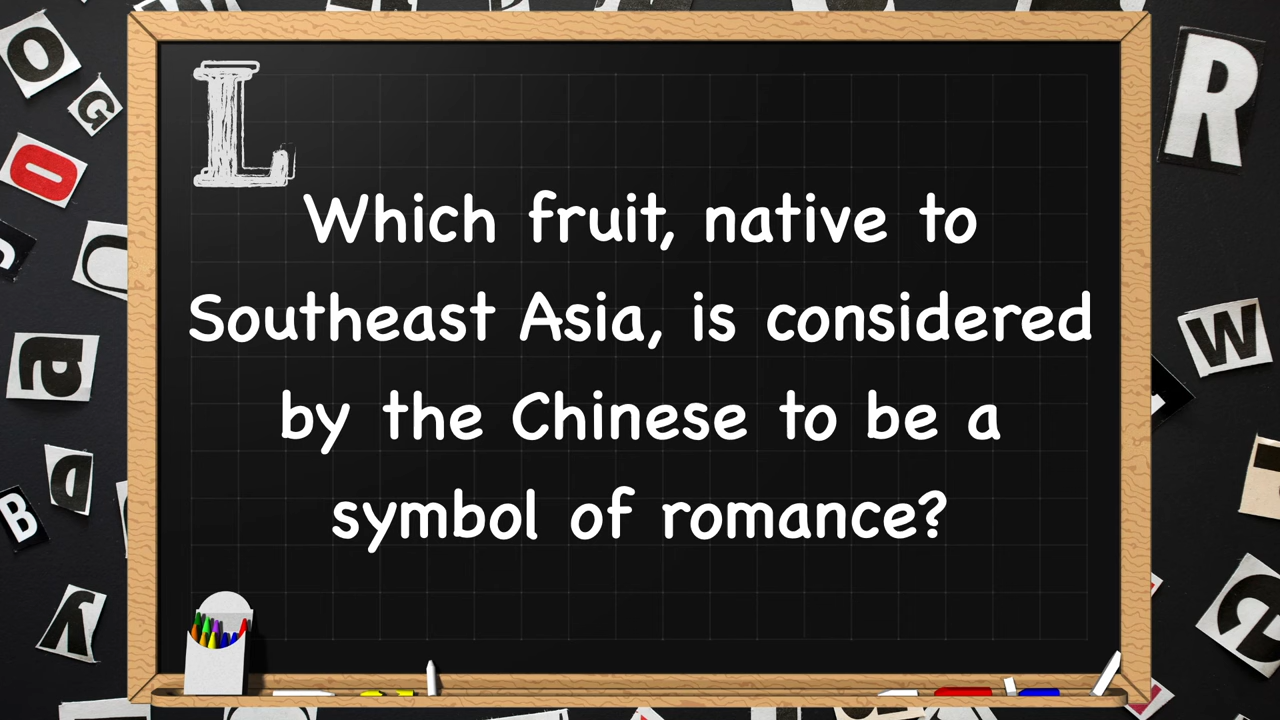 L
Which fruit, native to
Southeast Asia, is considered
by the Chinese to be a
symbol of romance?
O
G
O
a
D
B
y
R
W